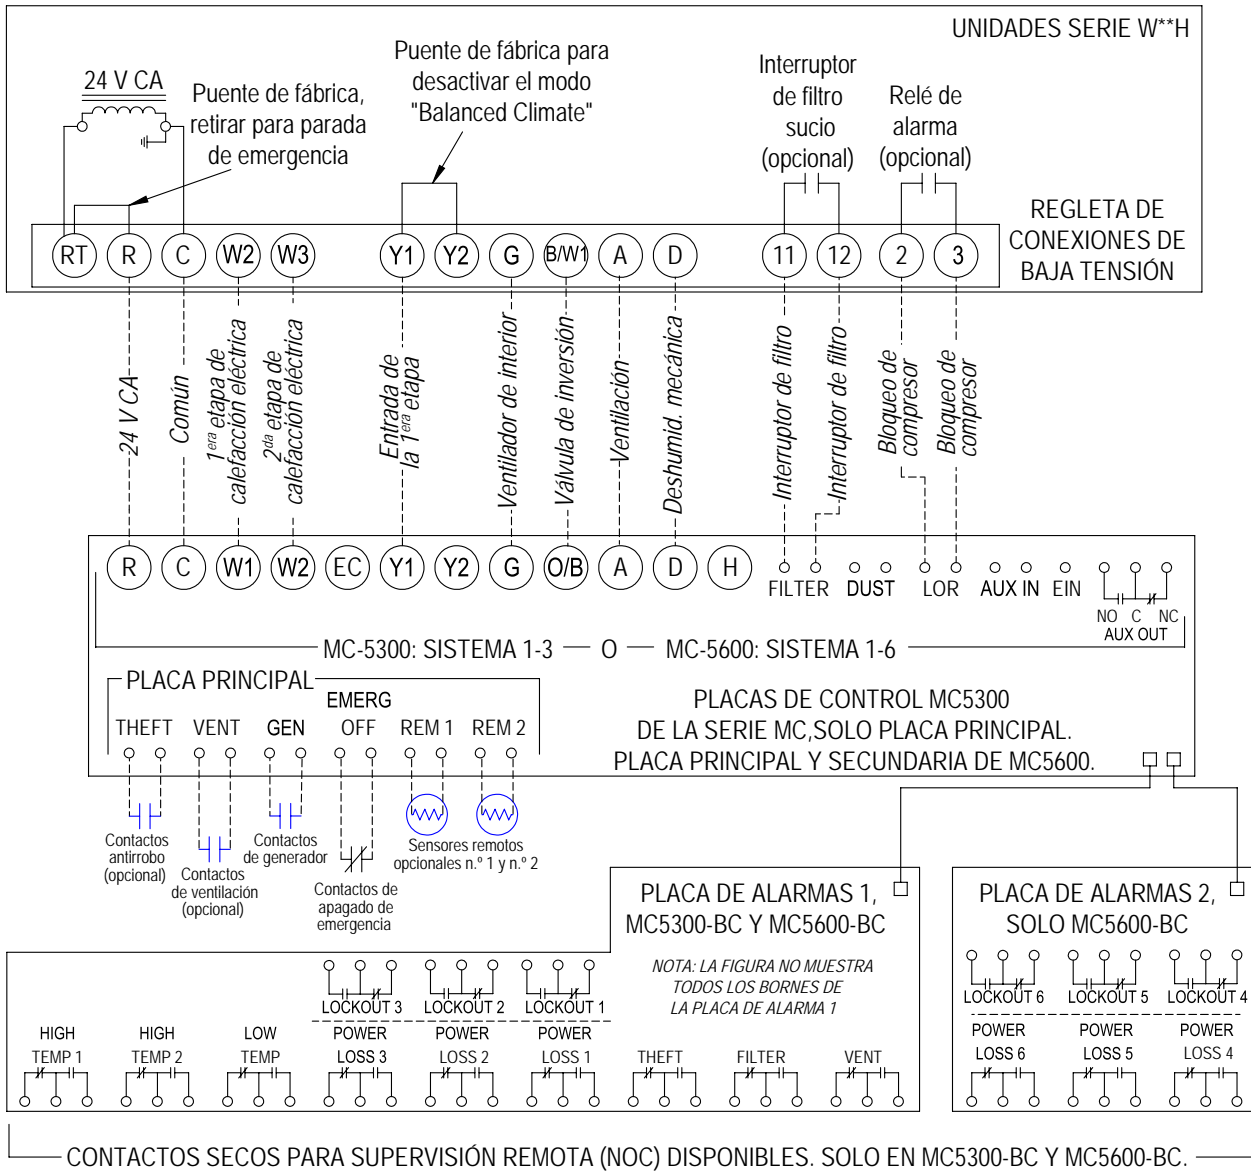 UNIDADES SERIE W**H
24 V CA
Puente de fábrica,
retirar para parada
de emergencia
Puente de fábrica para
desactivar el modo
"Balanced Climate"
Interruptor
de filtro
sucio
(opcional)
Relé de
alarma
(opcional)
REGLETA DE
CONEXIONES DE
BAJA TENSIÓN
RT R C W2 W3 Y1 Y2 G B/W1 A D 11 12 2 3
24 V CA
Común
1era etapa de
calefacción eléctrica
2da etapa de
calefacción eléctrica
Entrada de
la 1era etapa
Ventilador de interior
Válvula de inversión
Ventilación
Deshumid. mecánica
Interruptor de filtro
Interruptor de filtro
Bloqueo de
compresor
Bloqueo de
compresor
R C W1 W2 EC Y1 Y2 G O/B A D H
FILTER DUST LOR AUX IN EIN
NO C NC
AUX OUT
MC-5300: SISTEMA 1-3 O MC-5600: SISTEMA 1-6
PLACA PRINCIPAL
THEFT VENT GEN EMERG
OFF REM 1 REM 2
PLACAS DE CONTROL MC5300
DE LA SERIE MC,SOLO PLACA PRINCIPAL.
PLACA PRINCIPAL Y SECUNDARIA DE MC5600.
Contactos
antirrobo
(opcional)
Contactos
de ventilación
(opcional)
Contactos
de generador
Contactos de
apagado de
emergencia
Sensores remotos
opcionales n.º 1 y n.º 2
PLACA DE ALARMAS 1,
MC5300-BC Y MC5600-BC
NOTA: LA FIGURA NO MUESTRA
TODOS LOS BORNES DE
LA PLACA DE ALARMA 1
LOCKOUT 3 LOCKOUT 2 LOCKOUT 1
HIGH
TEMP 1
HIGH
TEMP 2
LOW
TEMP
POWER
LOSS 3
POWER
LOSS 2
POWER
LOSS 1
THEFT
FILTER
VENT
PLACA DE ALARMAS 2,
SOLO MC5600-BC
LOCKOUT 6 LOCKOUT 5 LOCKOUT 4
POWER
LOSS 6
POWER
LOSS 5
POWER
LOSS 4
CONTACTOS SECOS PARA SUPERVISIÓN REMOTA (NOC) DISPONIBLES. SOLO EN MC5300-BC Y MC5600-BC.